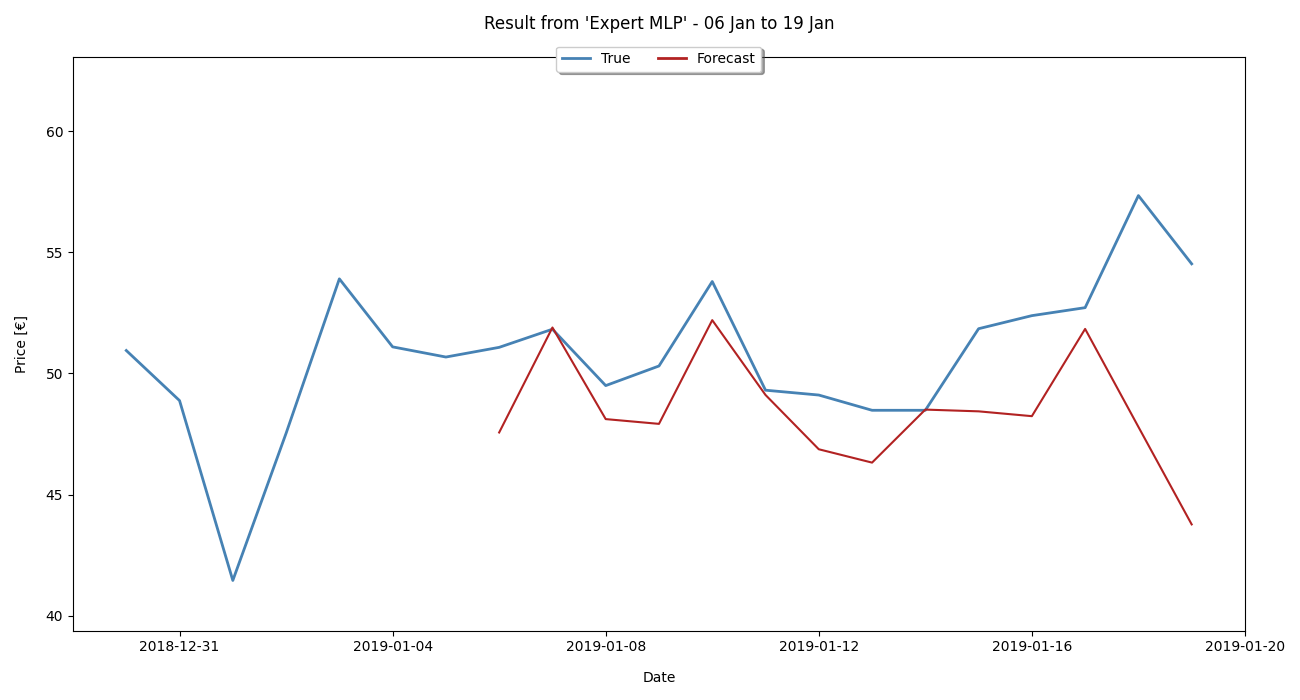 Result from 'Expert MLP' - 06 Jan to 19 Jan
True
Forecast
60
55
50
45
40
Price [€]
2018-12-31
2019-01-04
2019-01-08
2019-01-12
2019-01-16
2019-01-20
Date